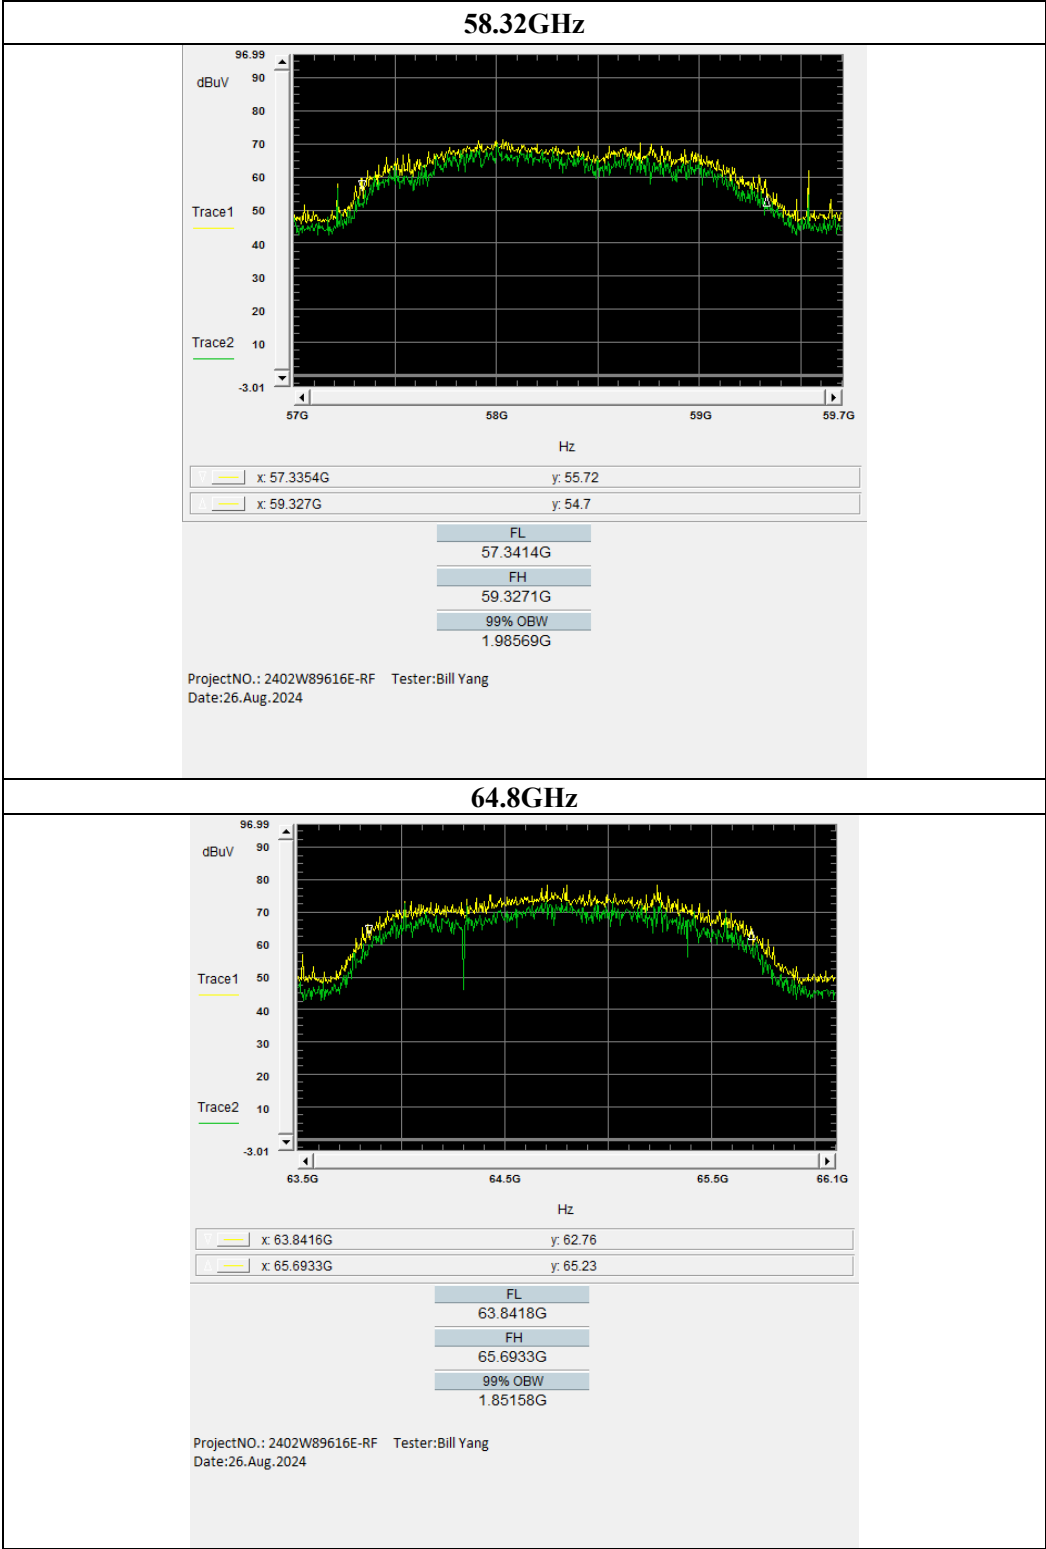 58.32GHz
96.99
dBuV
90
80
70
60
Trace1
50
40
30
20
Trace2
10
-3.01
57G
58G
59G
59.7G
Hz
x: 57.3354G
y: 55.72
x: 59.327G
y: 54.7
FL
57.3414G
FH
59.3271G
99% OBW
1.98569G
ProjectNO.: 2402W89616E-RF    Tester:Bill Yang
Date:26.Aug.2024
64.8GHz
96.99
dBuV
90
80
70
60
Trace1
50
40
30
20
Trace2
10
-3.01
63.5G
64.5G
65.5G
66.1G
Hz
x: 63.8416G
y: 62.76
x: 65.6933G
y: 65.23
FL
63.8418G
FH
65.6933G
99% OBW
1.85158G
ProjectNO.: 2402W89616E-RF    Tester:Bill Yang
Date:26.Aug.2024